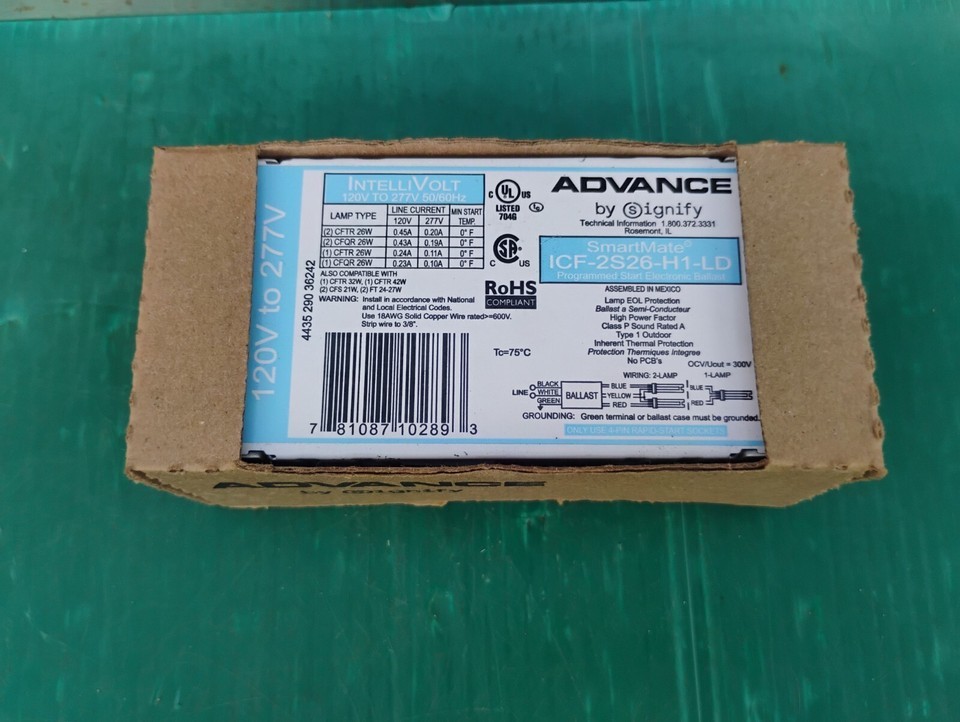 120V to 277V
4435 290 36242
INTELLIVOLT
120V TO 277V 50/60Hz
LAMP TYPE LINE CURRENT MIN START TEMP.
120V 277V
(2) CFTR 26W 0.45A 0.20A 0° F
(2) CFQR 26W 0.43A 0.19A 0° F
(1) CFTR 26W 0.24A 0.11A 0° F
(1) CFQR 26W 0.23A 0.10A 0° F
ALSO COMPATIBLE WITH
(1) CFTR 32W, (1) CFTR 42W
(2) CFS 21W, (2) FT 24-27W
WARNING: Install in accordance with National
and Local Electrical Codes.
Use 18AWG Solid Copper Wire rated>=600V.
Strip wire to 3/8".
7 81087 10289 3
C UL US
LISTED
704G
UL
C SA US
RoHS
COMPLIANT
Tc=75°C
ADVANCE
by Signify
Technical Information 1.800.372.3331
Rosemont, IL
SmartMate©
ICF-2S26-H1-LD
Programmed Start Electronic Ballast
ASSEMBLED IN MEXICO
Lamp EOL Protection
Ballast a Semi-Conducteur
High Power Factor
Class P Sound Rated A
Type 1 Outdoor
Inherent Thermal Protection
Protection Thermiques integree
No PCB's
OCV/Uout = 300V
WIRING: 2-LAMP 1-LAMP
LINE BLACK WHITE GREEN BALLAST BLUE YELLOW RED BLUE RED
GROUNDING: Green terminal or ballast case must be grounded.
ONLY USE 4-PIN RAPID-START SOCKETS
ADVANCE
by Signify